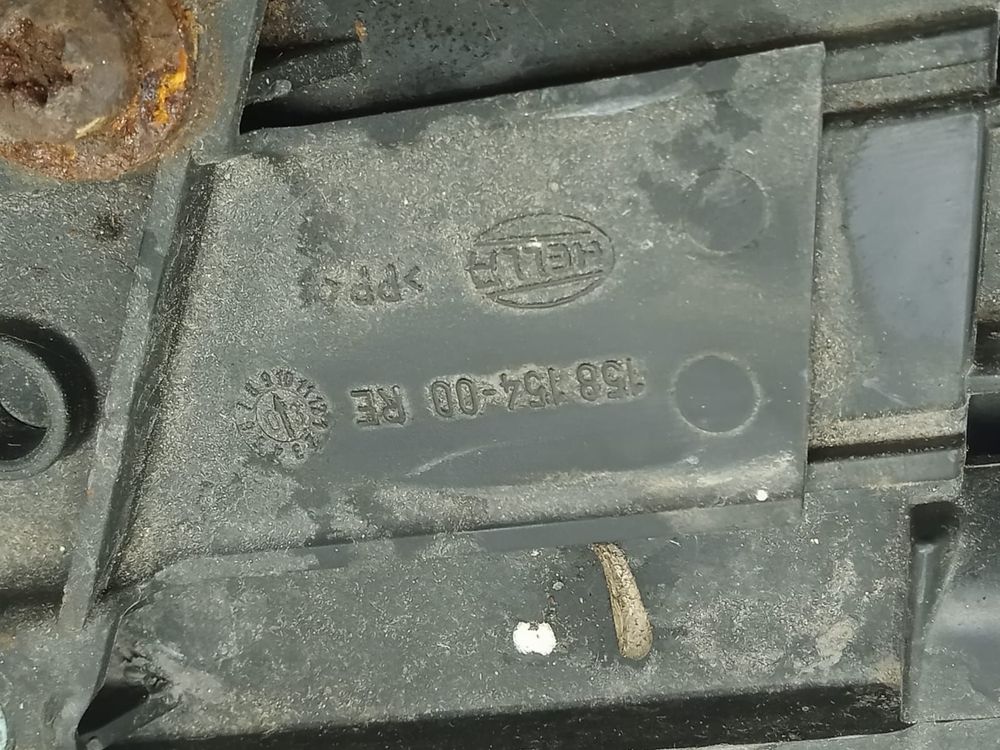 158 154-00 RE
HELLA
>PP<